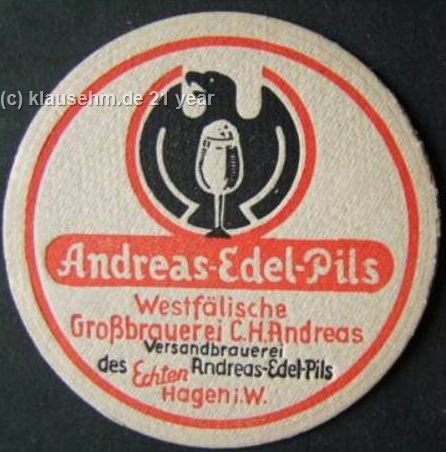 (c) klausehm.de 21 year
Andreas-Edel-Pils
Westfälische
Großbrauerei C.H.Andreas
Versandbrauerei
des Echten Andreas-Edel-Pils
Hagen i.W.